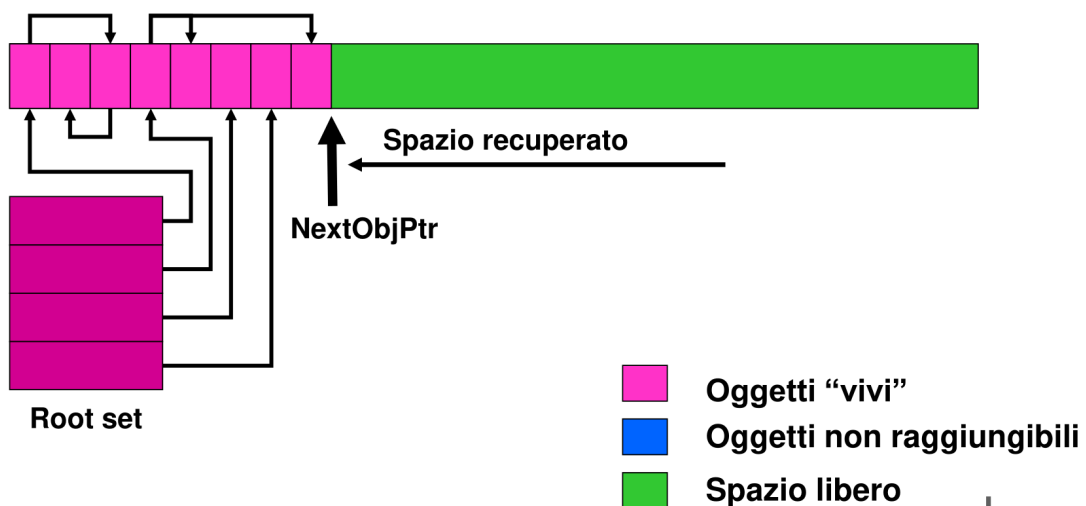 Spazio recuperato
NextObjPtr
Root set
Oggetti “vivi”
Oggetti non raggiungibili
Spazio libero